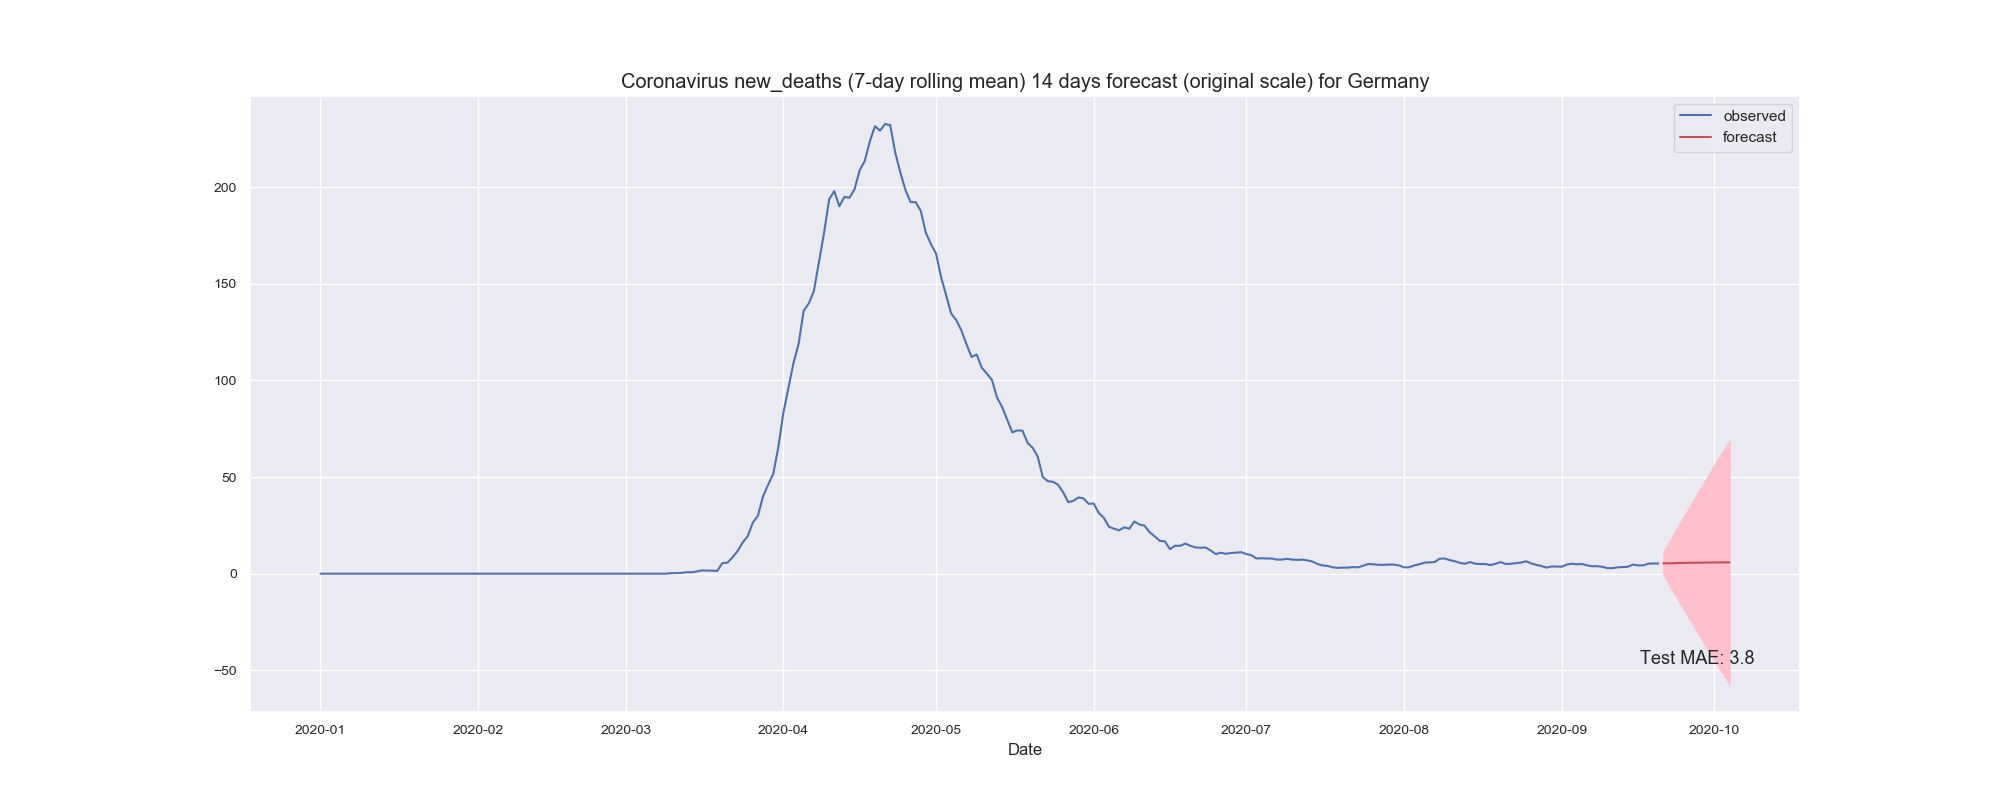 Coronavirus new_deaths (7-day rolling mean) 14 days forecast (original scale) for Germany
observed
forecast
200
150
100
50
0
−50
Test MAE: 3.8
2020-01 2020-02 2020-03 2020-04 2020-05 2020-06 2020-07 2020-08 2020-09 2020-10
Date